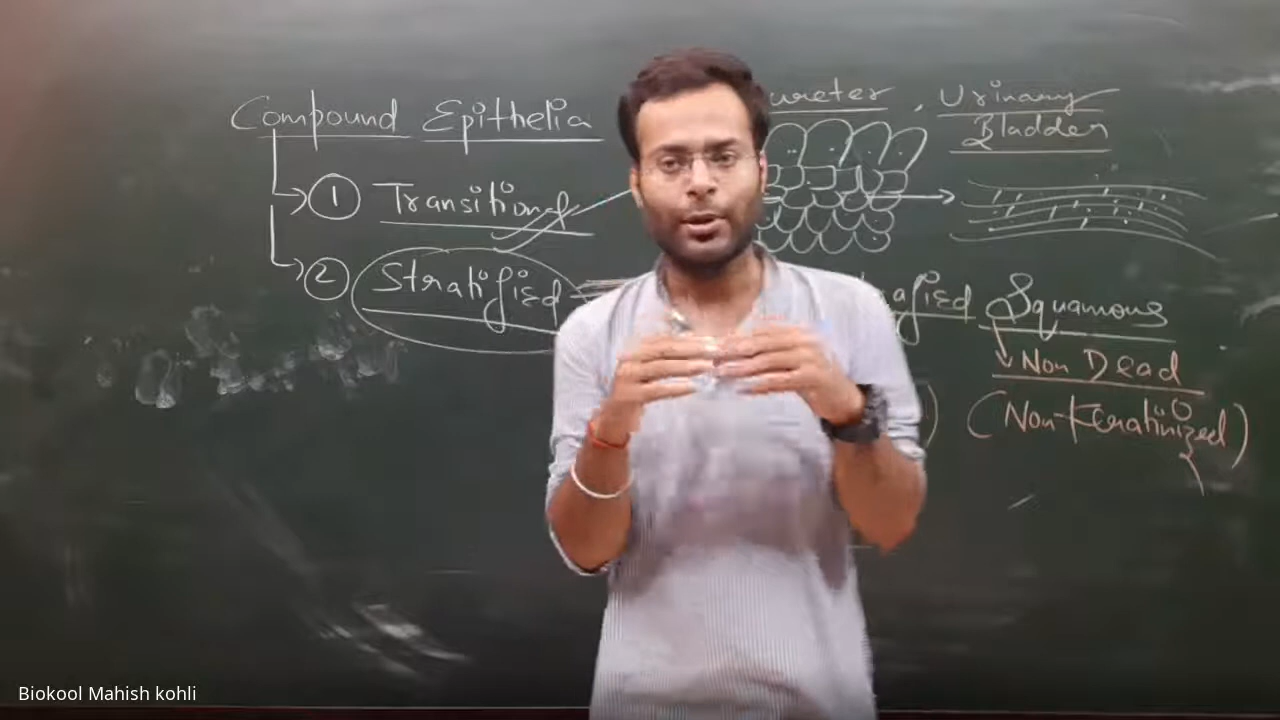 Compound Epithelia
ureter, Urinary
Bladder
① Transitional
② Stratified
Squamous
Non Dead
(Non-Keratinized)
Biokool Mahish kohli